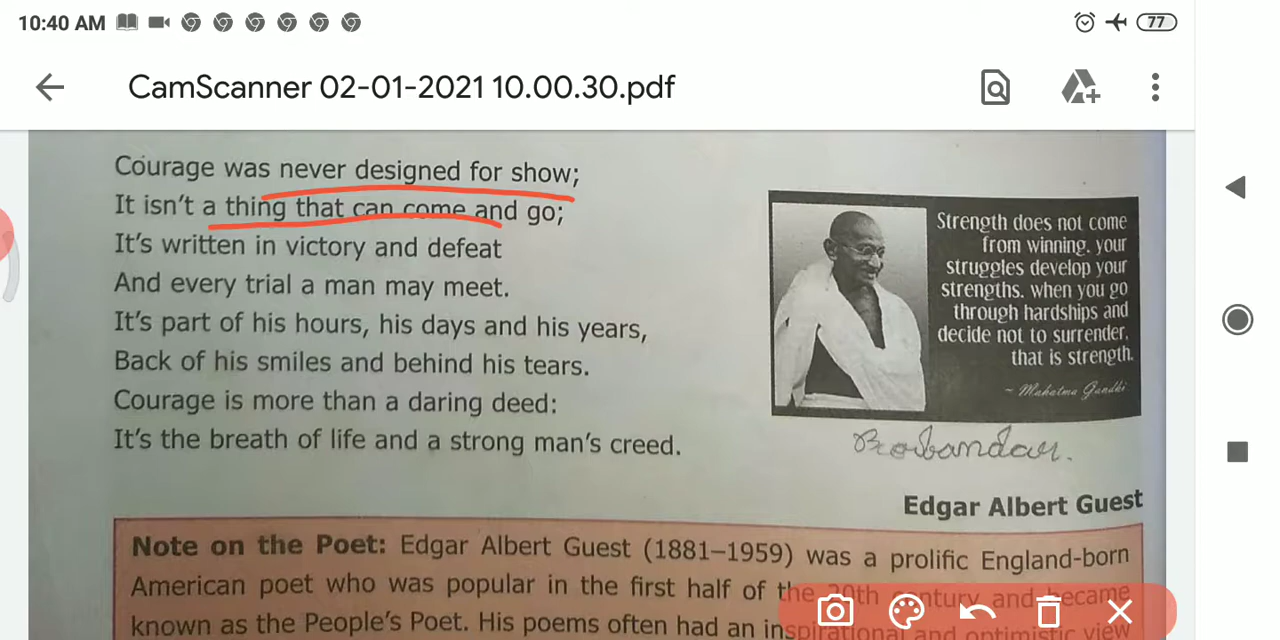 10:40 AM
77
CamScanner 02-01-2021 10.00.30.pdf
Courage was never designed for show;
It isn't a thing that can come and go;
It's written in victory and defeat
And every trial a man may meet.
It's part of his hours, his days and his years,
Back of his smiles and behind his tears.
Courage is more than a daring deed:
It's the breath of life and a strong man's creed.
Strength does not come
from winning. your
struggles develop your
strengths. when you go
through hardships and
decide not to surrender,
that is strength.
~ Mahatma Gandhi
Edgar Albert Guest
Note on the Poet: Edgar Albert Guest (1881–1959) was a prolific England-born
American poet who was popular in the first half of the 20th century and became
known as the People's Poet. His poems often had an inspirational and optimistic view